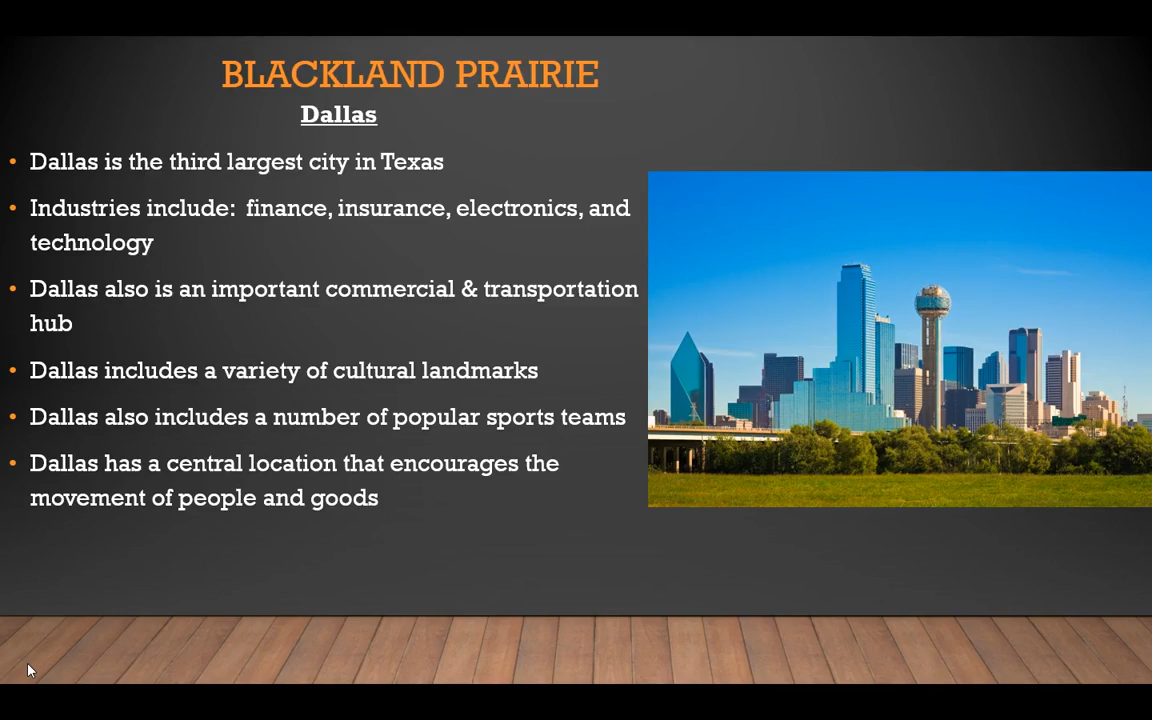 BLACKLAND PRAIRIE
Dallas
• Dallas is the third largest city in Texas
• Industries include:  finance, insurance, electronics, and
technology
• Dallas also is an important commercial & transportation
hub
• Dallas includes a variety of cultural landmarks
• Dallas also includes a number of popular sports teams
• Dallas has a central location that encourages the
movement of people and goods